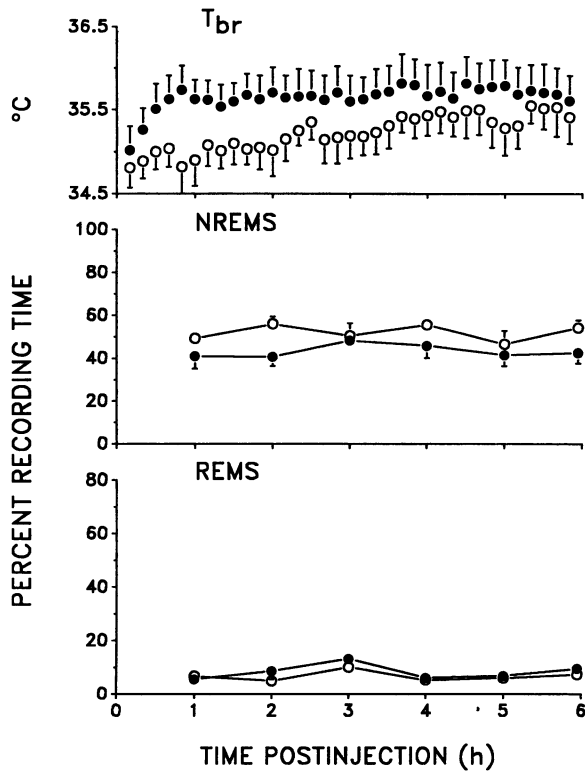 Tbr
36.5
35.5
34.5
°C
NREMS
100
80
60
40
20
0
PERCENT RECORDING TIME
REMS
80
60
40
20
0
0 1 2 3 4 5 6
TIME POSTINJECTION (h)